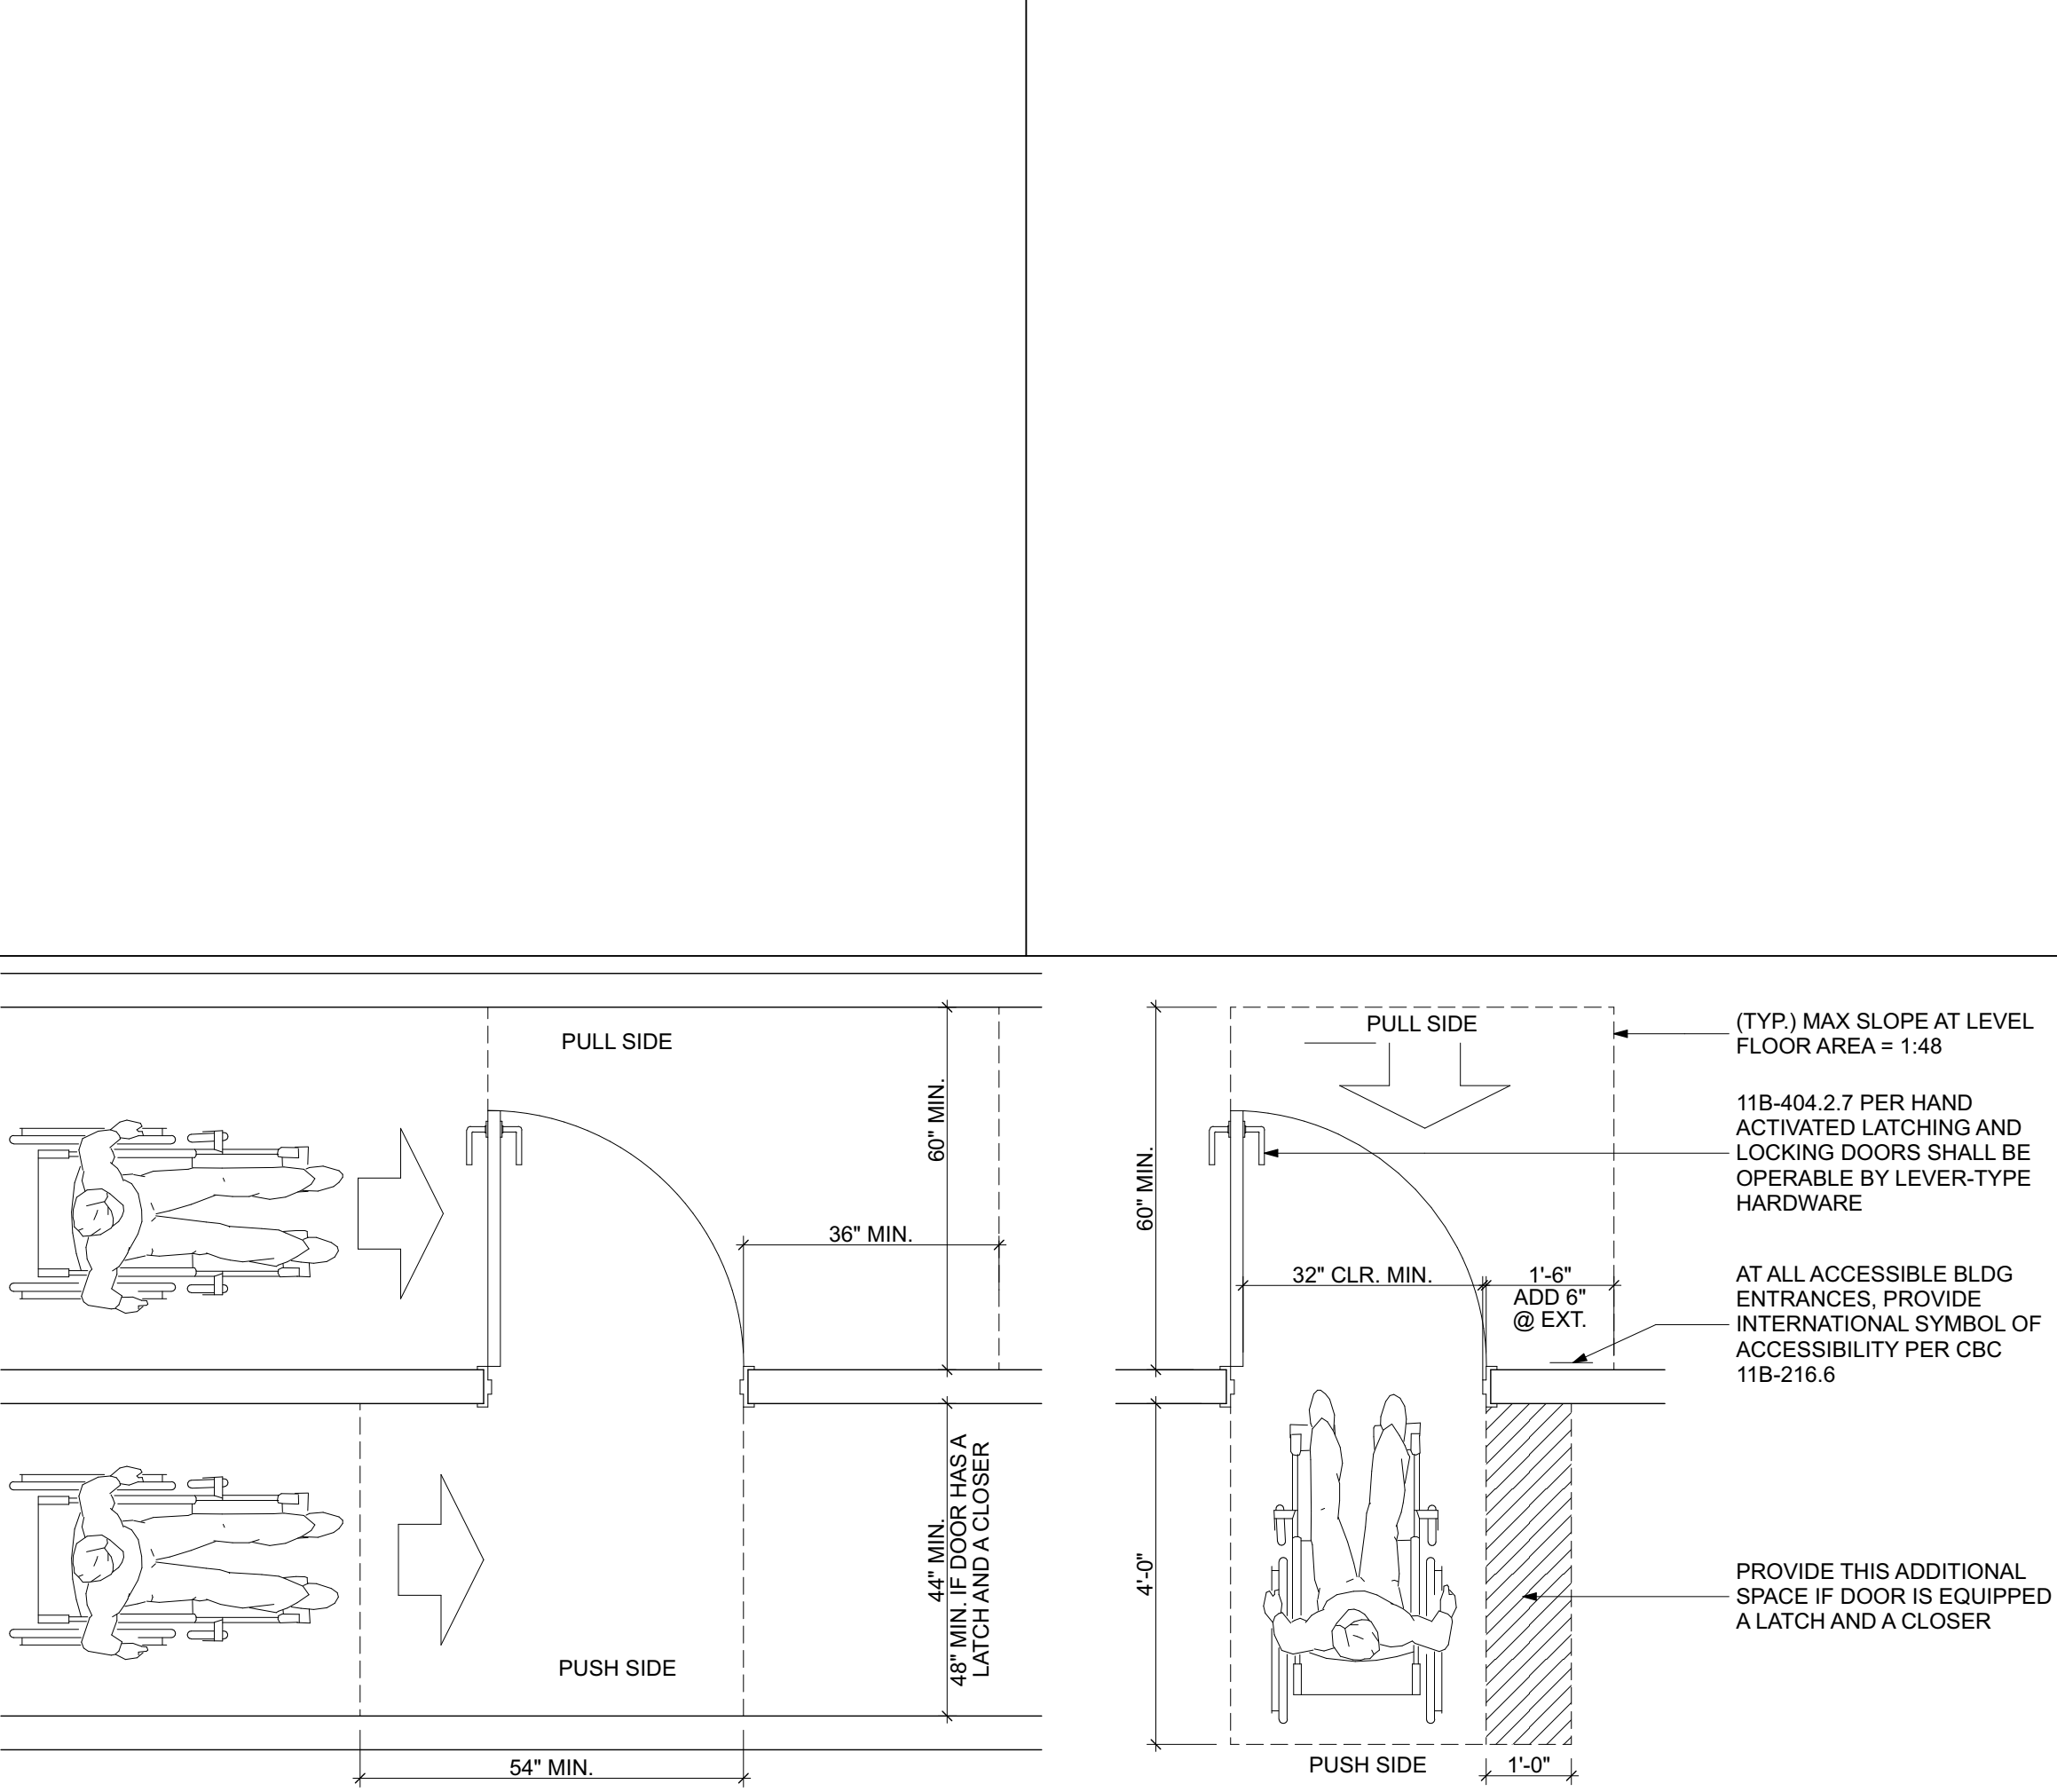 PULL SIDE
60" MIN.
36" MIN.
44" MIN.
48" MIN. IF DOOR HAS A
LATCH AND A CLOSER
PUSH SIDE
54" MIN.
PULL SIDE
60" MIN.
32" CLR. MIN.
1'-6"
ADD 6"
@ EXT.
4'-0"
PUSH SIDE
1'-0"
(TYP.) MAX SLOPE AT LEVEL
FLOOR AREA = 1:48
11B-404.2.7 PER HAND
ACTIVATED LATCHING AND
LOCKING DOORS SHALL BE
OPERABLE BY LEVER-TYPE
HARDWARE
AT ALL ACCESSIBLE BLDG
ENTRANCES, PROVIDE
INTERNATIONAL SYMBOL OF
ACCESSIBILITY PER CBC
11B-216.6
PROVIDE THIS ADDITIONAL
SPACE IF DOOR IS EQUIPPED
A LATCH AND A CLOSER